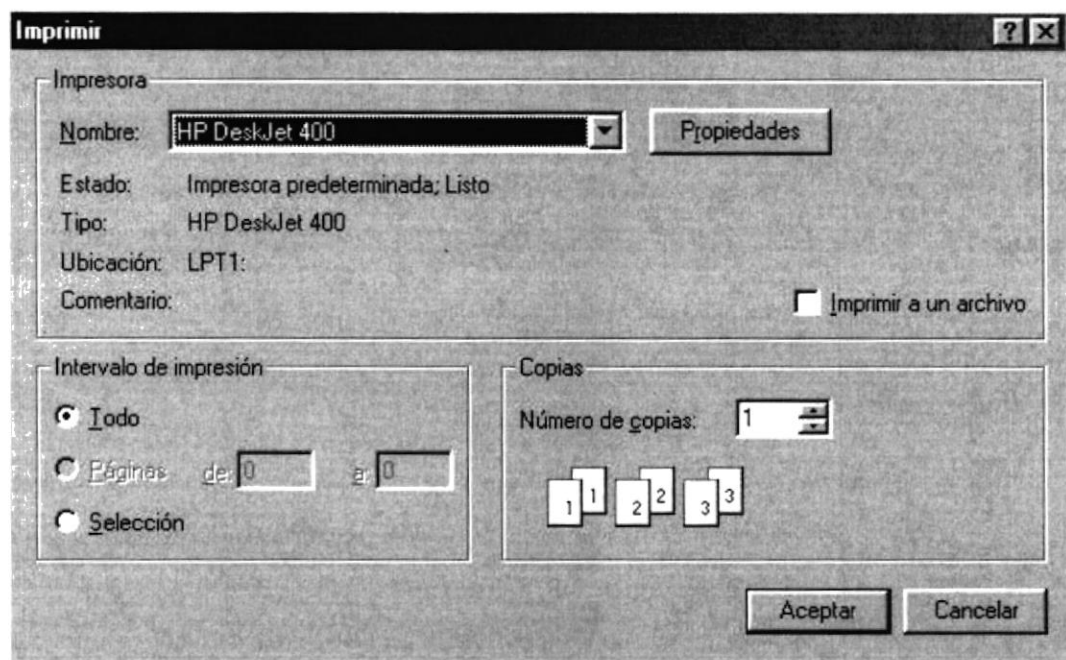 Imprimir
Impresora
Nombre: HP DeskJet 400 Propiedades
Estado: Impresora predeterminada; Listo
Tipo: HP DeskJet 400
Ubicación: LPT1:
Comentario: Imprimir a un archivo
Intervalo de impresión
Todo
Páginas de: 0 a: 0
Selección
Copias
Número de copias: 1
1 1 2 2 3 3
Aceptar Cancelar